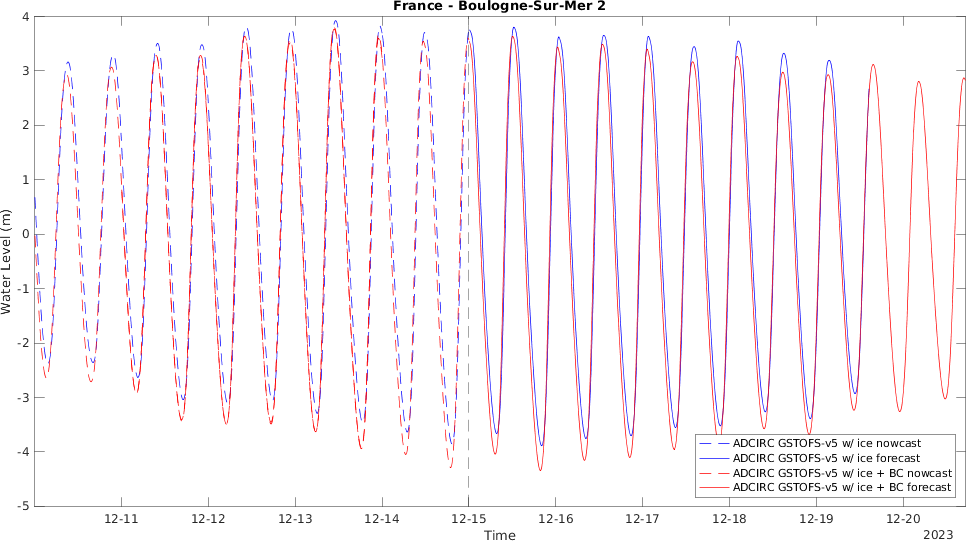 France - Boulogne-Sur-Mer 2
4
3
2
1
0
-1
-2
-3
-4
-5
Water Level (m)
ADCIRC GSTOFS-v5 w/ ice nowcast
ADCIRC GSTOFS-v5 w/ ice forecast
ADCIRC GSTOFS-v5 w/ ice + BC nowcast
ADCIRC GSTOFS-v5 w/ ice + BC forecast
12-11 12-12 12-13 12-14 12-15 12-16 12-17 12-18 12-19 12-20
Time
2023